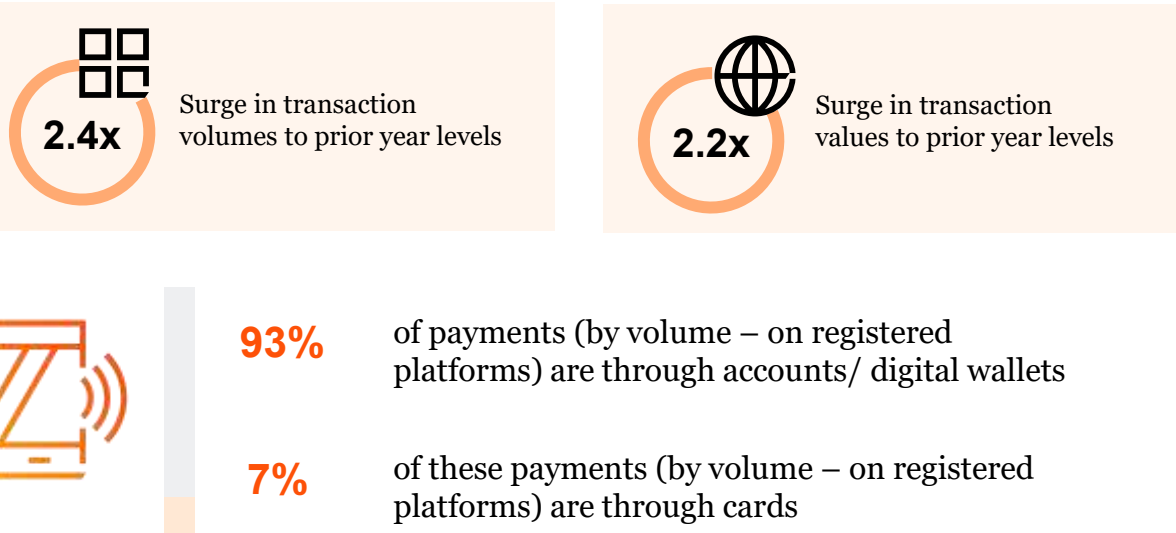 2.4x
Surge in transaction
volumes to prior year levels
2.2x
Surge in transaction
values to prior year levels
93%
of payments (by volume – on registered
platforms) are through accounts/ digital wallets
7%
of these payments (by volume – on registered
platforms) are through cards